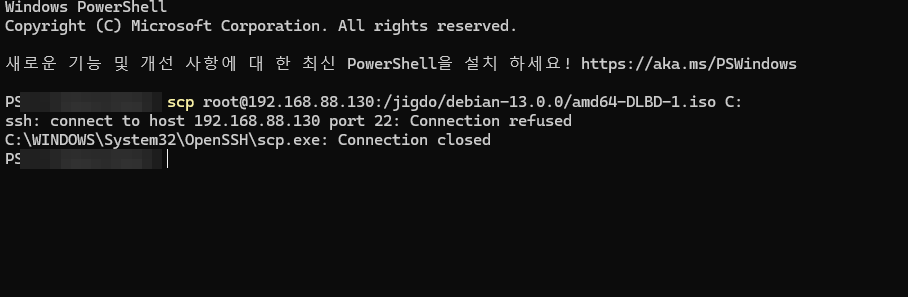 Windows PowerShell
Copyright (C) Microsoft Corporation. All rights reserved.
새로운 기능 및 개선 사항에 대 한 최신 PowerShell을 설치 하세요! https://aka.ms/PSWindows
PS scp root@192.168.88.130:/jigdo/debian-13.0.0/amd64-DLBD-1.iso C:
ssh: connect to host 192.168.88.130 port 22: Connection refused
C:\WINDOWS\System32\OpenSSH\scp.exe: Connection closed
PS